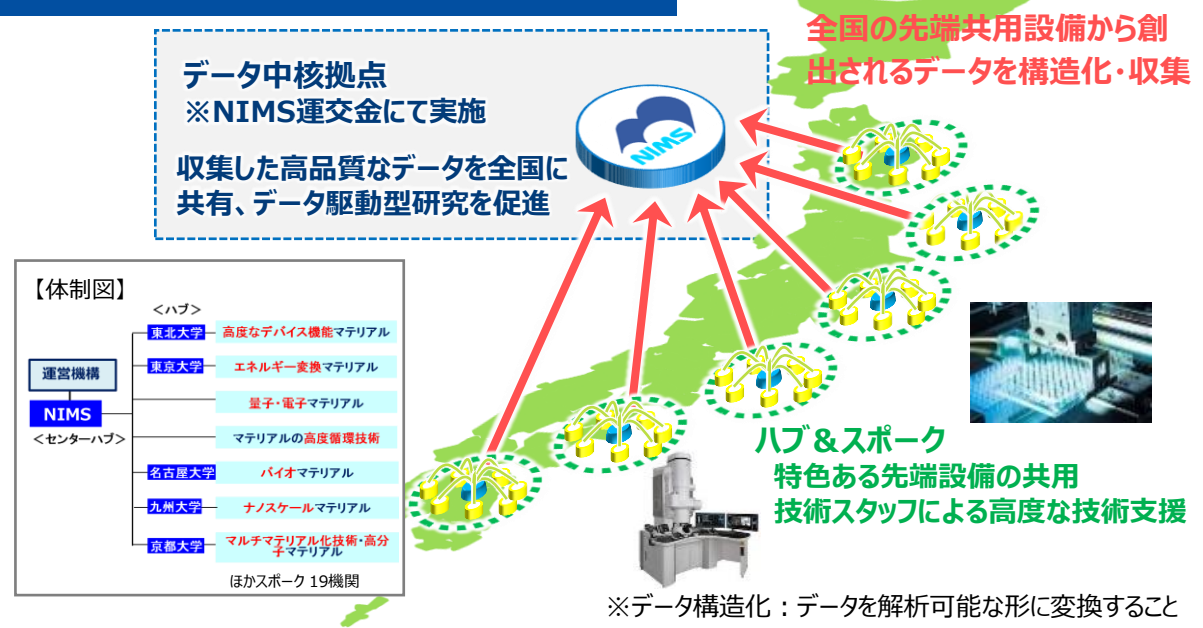 全国の先端共用設備から創
出されるデータを構造化・収集
データ中核拠点
※NIMS運交金にて実施
収集した高品質なデータを全国に
共有、データ駆動型研究を促進
NIMS
【体制図】
＜ハブ＞
東北大学
高度なデバイス機能マテリアル
東京大学
エネルギー変換マテリアル
運営機構
量子・電子マテリアル
NIMS
＜センターハブ＞
マテリアルの高度循環技術
名古屋大学
バイオマテリアル
九州大学
ナノスケールマテリアル
京都大学
マルチマテリアル化技術・高分
子マテリアル
ほかスポーク 19機関
ハブ＆スポーク
特色ある先端設備の共用
技術スタッフによる高度な技術支援
※データ構造化：データを解析可能な形に変換すること